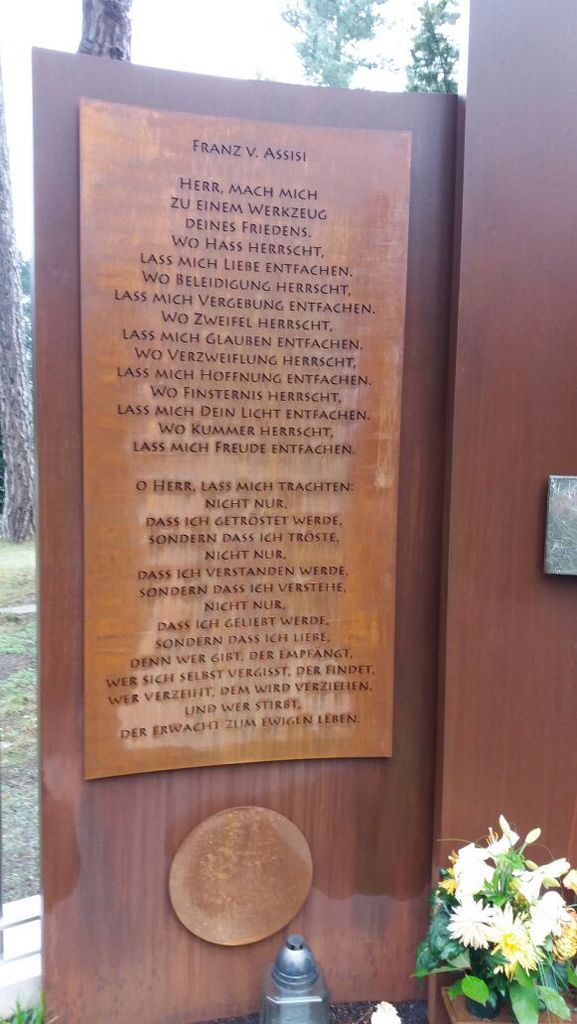 FRANZ V. ASSISI
HERR, MACH MICH
ZU EINEM WERKZEUG
DEINES FRIEDENS.
WO HASS HERRSCHT,
LASS MICH LIEBE ENTFACHEN.
WO BELEIDIGUNG HERRSCHT,
LASS MICH VERGEBUNG ENTFACHEN.
WO ZWEIFEL HERRSCHT,
LASS MICH GLAUBEN ENTFACHEN.
WO VERZWEIFLUNG HERRSCHT,
LASS MICH HOFFNUNG ENTFACHEN.
WO FINSTERNIS HERRSCHT,
LASS MICH DEIN LICHT ENTFACHEN.
WO KUMMER HERRSCHT,
LASS MICH FREUDE ENTFACHEN.
O HERR, LASS MICH TRACHTEN:
NICHT NUR,
DASS ICH GETRÖSTET WERDE,
SONDERN DASS ICH TRÖSTE,
NICHT NUR,
DASS ICH VERSTANDEN WERDE,
SONDERN DASS ICH VERSTEHE,
NICHT NUR,
DASS ICH GELIEBT WERDE,
SONDERN DASS ICH LIEBE,
DENN WER GIBT, DER EMPFÄNGT,
WER SICH SELBST VERGISST, DER FINDET,
WER VERZEIHT, DEM WIRD VERZIEHEN,
UND WER STIRBT,
DER ERWACHT ZUM EWIGEN LEBEN.